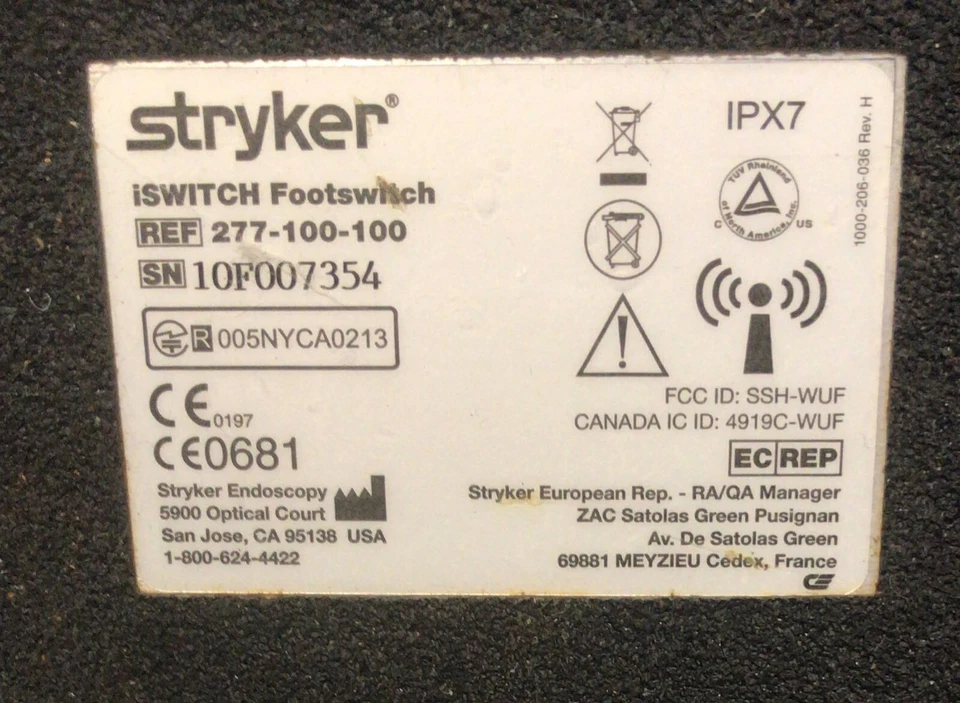 stryker®
iSWITCH Footswitch
REF 277-100-100
SN 10F007354
R 005NYCA0213
CE 0197
CE0681
Stryker Endoscopy
5900 Optical Court
San Jose, CA 95138 USA
1-800-624-4422
IPX7
TUV Rheinland
of North America, Inc.
C US
1000-206-036 Rev. H
FCC ID: SSH-WUF
CANADA IC ID: 4919C-WUF
EC REP
Stryker European Rep. - RA/QA Manager
ZAC Satolas Green Pusignan
Av. De Satolas Green
69881 MEYZIEU Cedex, France